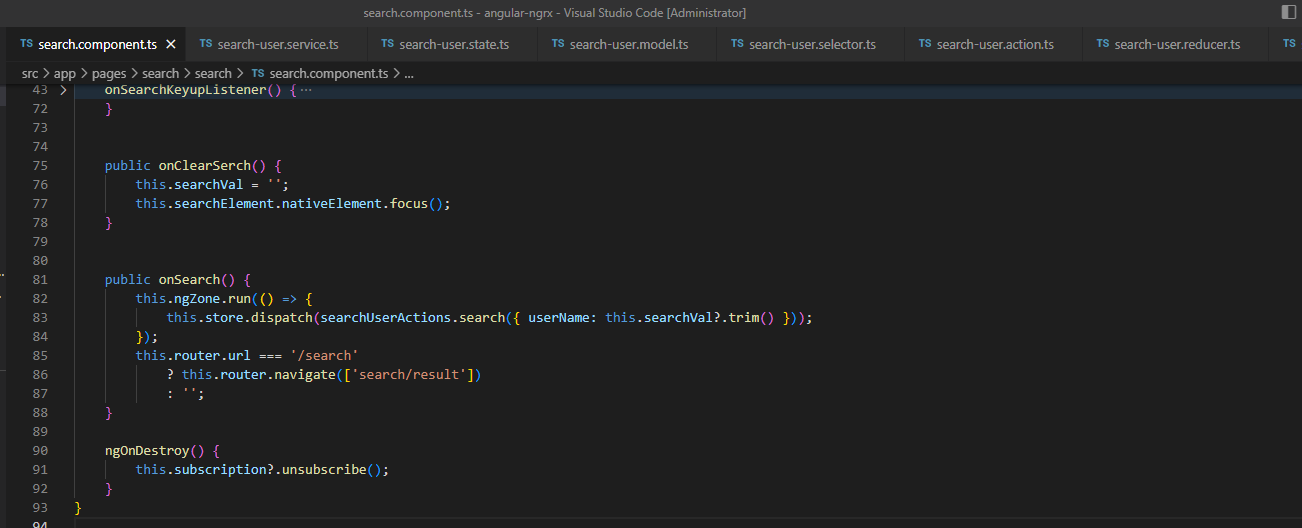 search.component.ts - angular-ngrx - Visual Studio Code [Administrator]
TS search.component.ts × TS search-user.service.ts TS search-user.state.ts TS search-user.model.ts TS search-user.selector.ts TS search-user.action.ts TS search-user.reducer.ts TS
src > app > pages > search > search > TS search.component.ts > ...
43 > onSearchKeyupListener() { ···
72 }
73
74
75 public onClearSerch() {
76 this.searchVal = '';
77 this.searchElement.nativeElement.focus();
78 }
79
80
81 public onSearch() {
82 this.ngZone.run(() => {
83 this.store.dispatch(searchUserActions.search({ userName: this.searchVal?.trim() }));
84 });
85 this.router.url === '/search'
86 ? this.router.navigate(['search/result'])
87 : '';
88 }
89
90 ngOnDestroy() {
91 this.subscription?.unsubscribe();
92 }
93 }
94